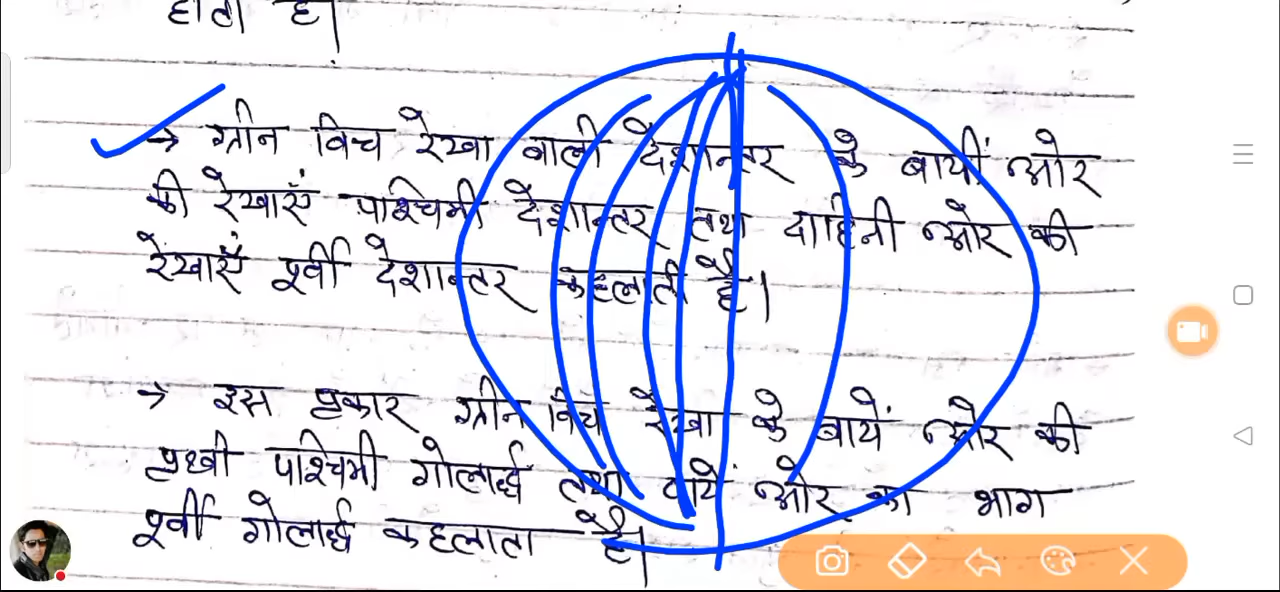 होता है।
→ ग्रीन विच रेखा वाली देशान्तर के बायीं ओर
की रेखाएँ पश्चिमी देशान्तर तथा दाहिनी ओर की
रेखाएँ पूर्वी देशान्तर कहलाती है।
→ इस प्रकार ग्रीन विच रेखा के बायें ओर की
पृथ्वी पश्चिमी गोलार्द्ध तथा दायें ओर का भाग
पूर्वी गोलार्द्ध कहलाता है।